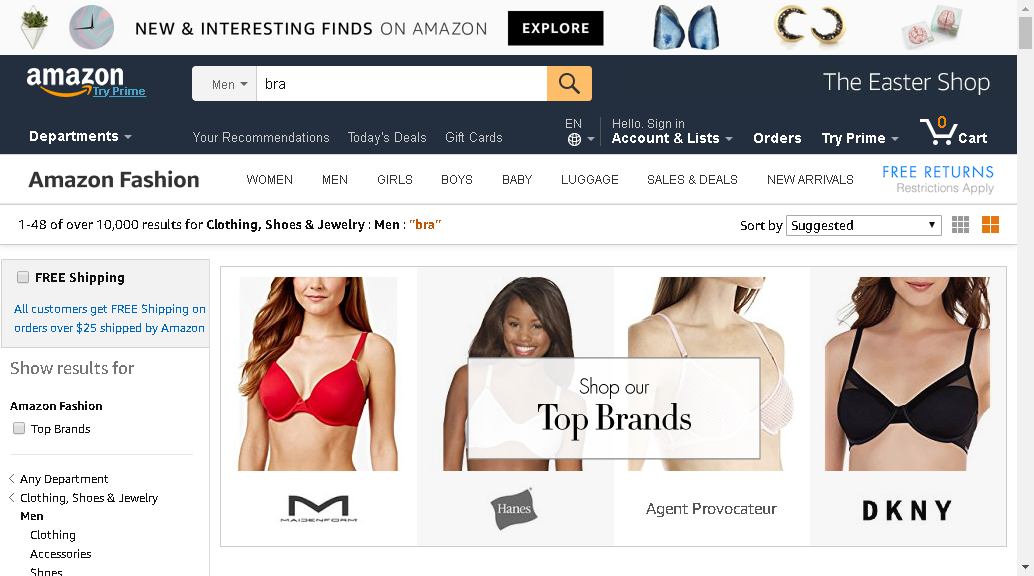 NEW & INTERESTING FINDS ON AMAZON EXPLORE
amazon
Try Prime
Men
bra
The Easter Shop
Departments
Your Recommendations Today's Deals Gift Cards
EN
Hello. Sign in
Account & Lists
Orders
Try Prime
0
Cart
Amazon Fashion
WOMEN MEN GIRLS BOYS BABY LUGGAGE SALES & DEALS NEW ARRIVALS
FREE RETURNS
Restrictions Apply
1-48 of over 10,000 results for Clothing, Shoes & Jewelry : Men : "bra"
Sort by Suggested
FREE Shipping
All customers get FREE Shipping on
orders over $25 shipped by Amazon
Show results for
Amazon Fashion
Top Brands
Any Department
Clothing, Shoes & Jewelry
Men
Clothing
Accessories
Shoes
Shop our
Top Brands
MAIDENFORM
Hanes
Agent Provocateur
DKNY